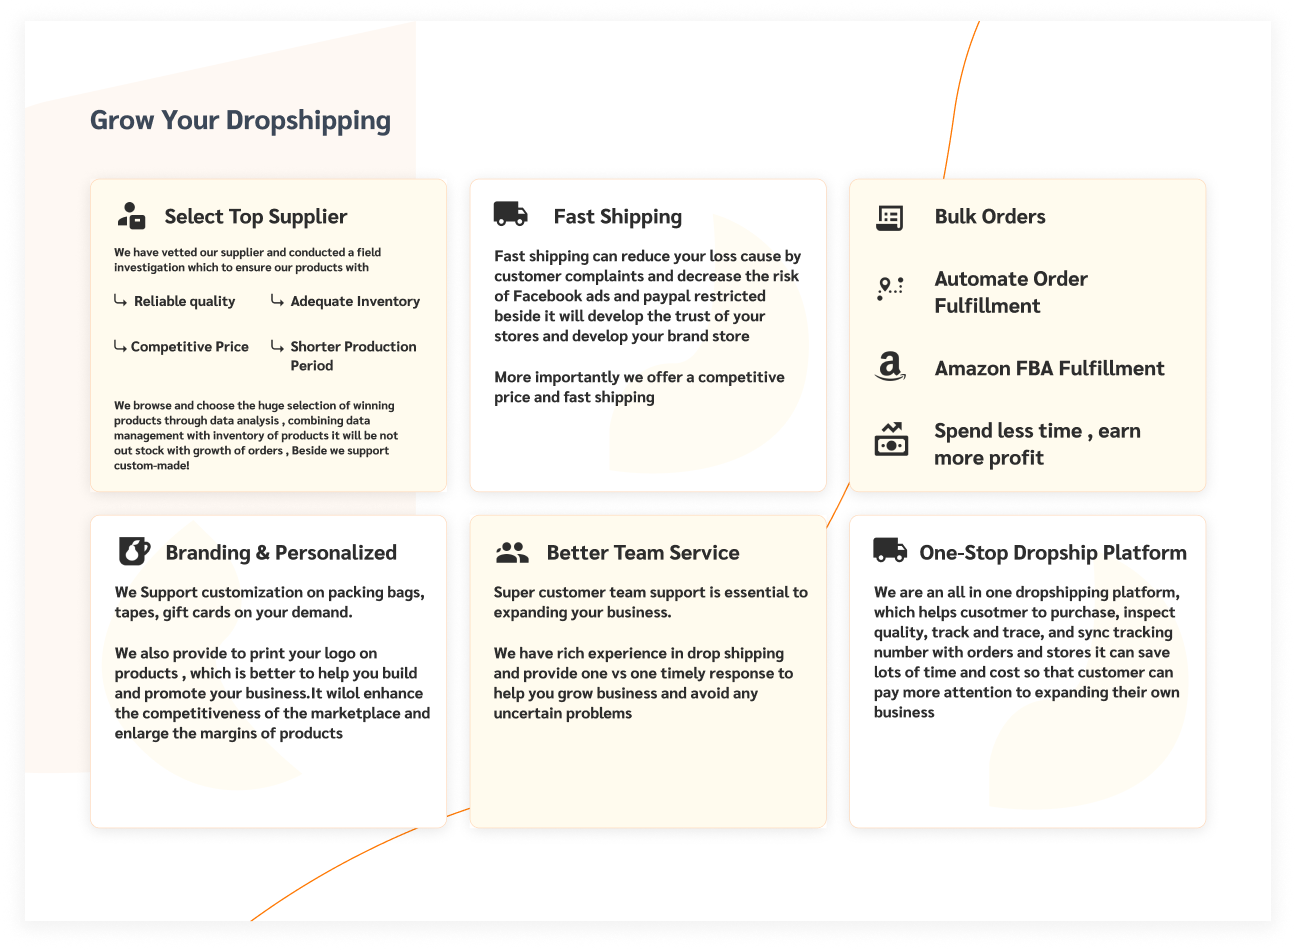 Grow Your Dropshipping
Select Top Supplier
We have vetted our supplier and conducted a field
investigation which to ensure our products with
Reliable quality
Adequate Inventory
Competitive Price
Shorter Production
Period
We browse and choose the huge selection of winning
products through data analysis , combining data
management with inventory of products it will be not
out stock with growth of orders , Beside we support
custom-made!
Fast Shipping
Fast shipping can reduce your loss cause by
customer complaints and decrease the risk
of Facebook ads and paypal restricted
beside it will develop the trust of your
stores and develop your brand store
More importantly we offer a competitive
price and fast shipping
Bulk Orders
Automate Order
Fulfillment
a
Amazon FBA Fulfillment
Spend less time , earn
more profit
Branding & Personalized
We Support customization on packing bags,
tapes, gift cards on your demand.
We also provide to print your logo on
products , which is better to help you build
and promote your business.It wilol enhance
the competitiveness of the marketplace and
enlarge the margins of products
Better Team Service
Super customer team support is essential to
expanding your business.
We have rich experience in drop shipping
and provide one vs one timely response to
help you grow business and avoid any
uncertain problems
One-Stop Dropship Platform
We are an all in one dropshipping platform,
which helps cusotmer to purchase, inspect
quality, track and trace, and sync tracking
number with orders and stores it can save
lots of time and cost so that customer can
pay more attention to expanding their own
business